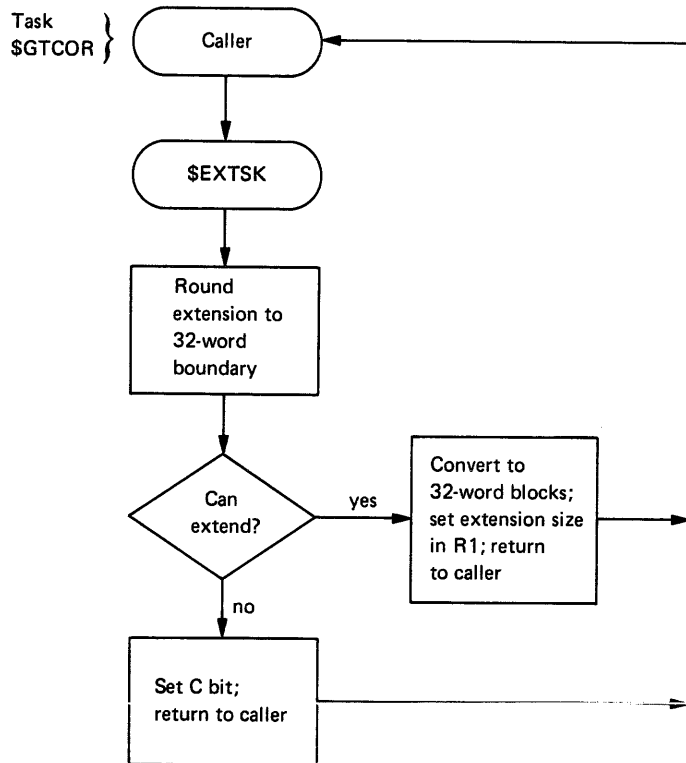 Task
$GTCOR
Caller
$EXTSK
Round
extension to
32-word
boundary
Can
extend?
yes
Convert to
32-word blocks;
set extension size
in R1; return
to caller
no
Set C bit;
return to caller